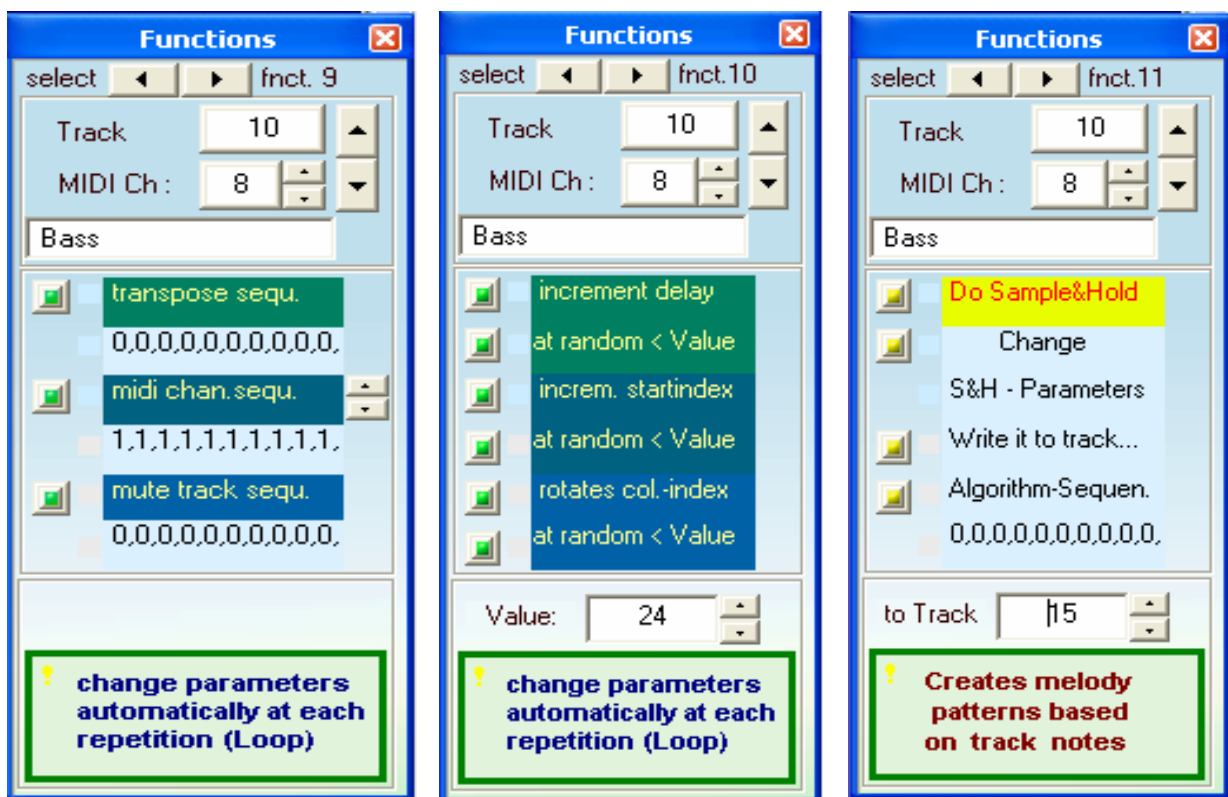 Functions
select fnct. 9
Track 10
MIDI Ch : 8
Bass
transpose sequ.
0,0,0,0,0,0,0,0,0,0,
midi chan.sequ.
1,1,1,1,1,1,1,1,1,1,
mute track sequ.
0,0,0,0,0,0,0,0,0,0,
! change parameters
automatically at each
repetition (Loop)
Functions
select fnct.10
Track 10
MIDI Ch : 8
Bass
increment delay
at random < Value
increm. startindex
at random < Value
rotates col.-index
at random < Value
Value: 24
! change parameters
automatically at each
repetition (Loop)
Functions
select fnct.11
Track 10
MIDI Ch : 8
Bass
Do Sample&Hold
Change
S&H - Parameters
Write it to track...
Algorithm-Sequen.
0,0,0,0,0,0,0,0,0,
to Track 15
! Creates melody
patterns based
on track notes